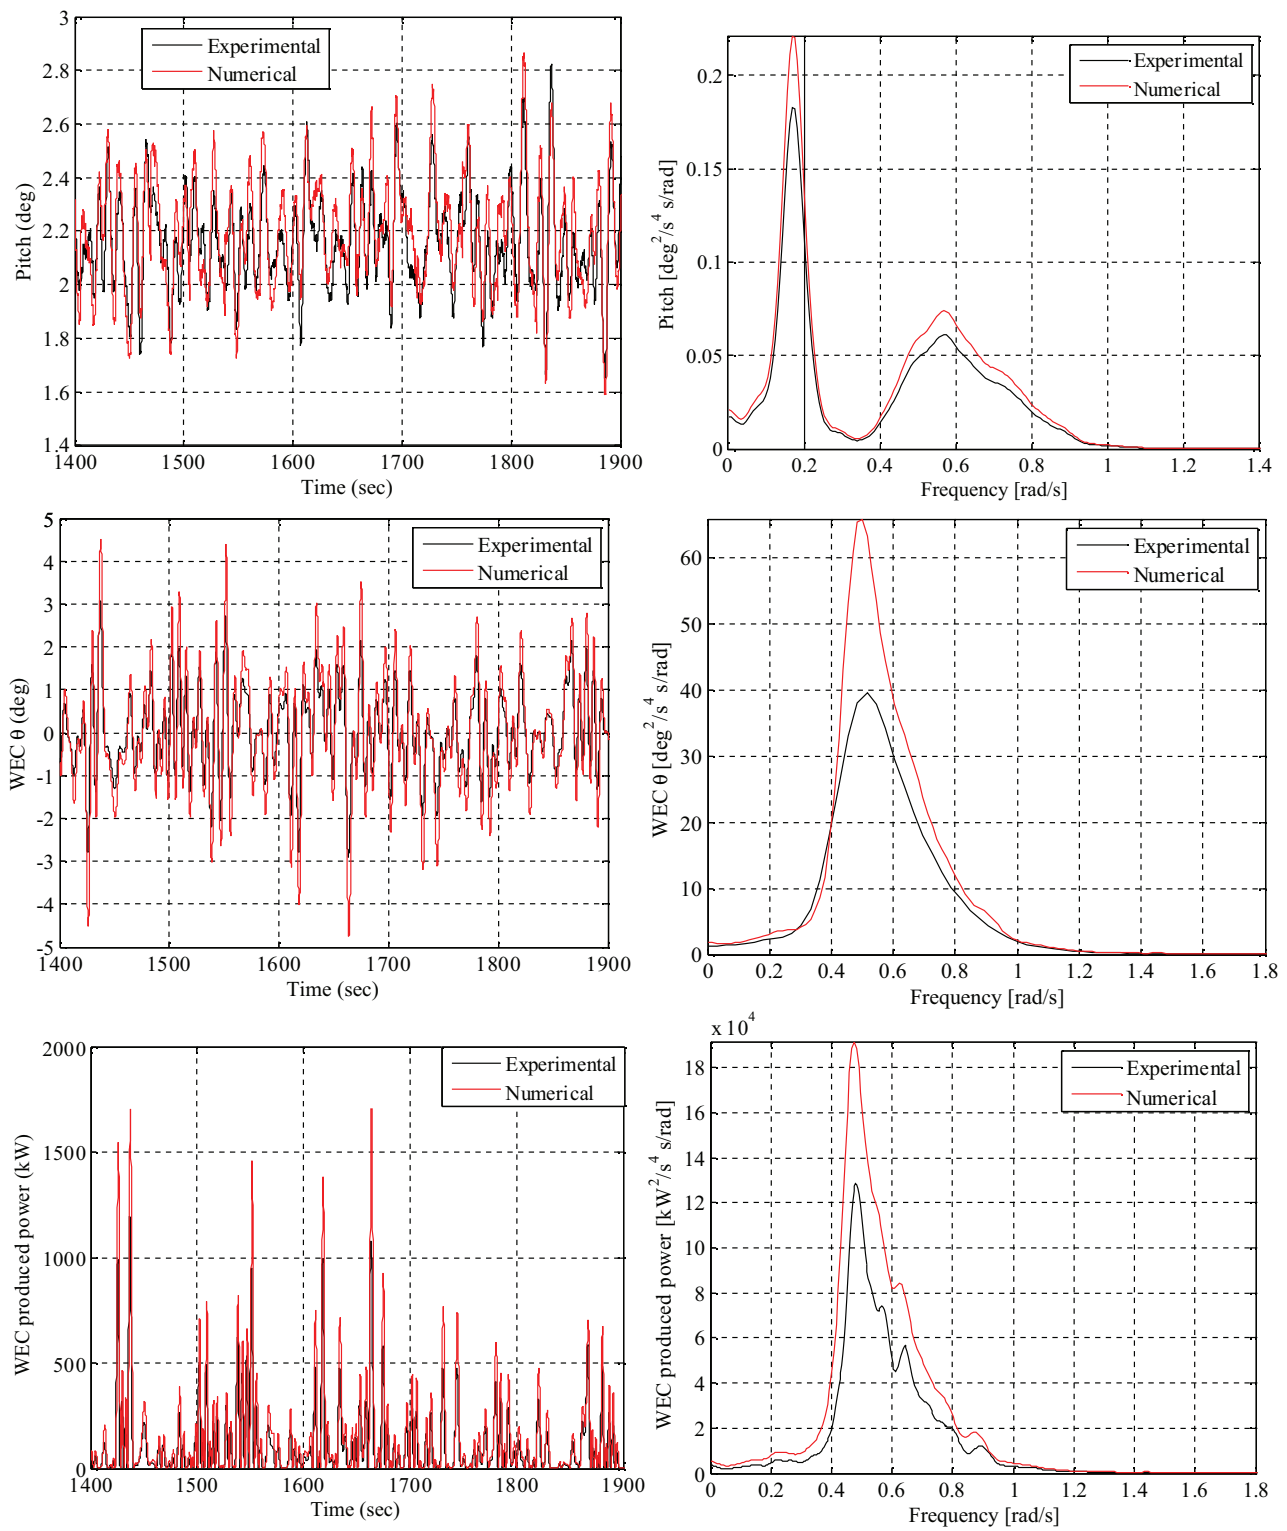 3
2.8
2.6
2.4
2.2
2
1.8
1.6
1.4
Pitch (deg)
Experimental
Numerical
1400 1500 1600 1700 1800 1900
Time (sec)
0.2
0.15
0.1
0.05
0
Pitch [deg²/s⁴ s/rad]
Experimental
Numerical
0 0.2 0.4 0.6 0.8 1 1.2 1.4
Frequency [rad/s]
5
4
3
2
1
0
-1
-2
-3
-4
-5
WEC θ (deg)
Experimental
Numerical
1400 1500 1600 1700 1800 1900
Time (sec)
60
50
40
30
20
10
0
WEC θ [deg²/s⁴ s/rad]
Experimental
Numerical
0 0.2 0.4 0.6 0.8 1 1.2 1.4 1.6 1.8
Frequency [rad/s]
2000
1500
1000
500
0
WEC produced power (kW)
Experimental
Numerical
1400 1500 1600 1700 1800 1900
Time (sec)
x 10⁴
18
16
14
12
10
8
6
4
2
0
WEC produced power [kW²/s⁴ s/rad]
Experimental
Numerical
0 0.2 0.4 0.6 0.8 1 1.2 1.4 1.6 1.8
Frequency [rad/s]